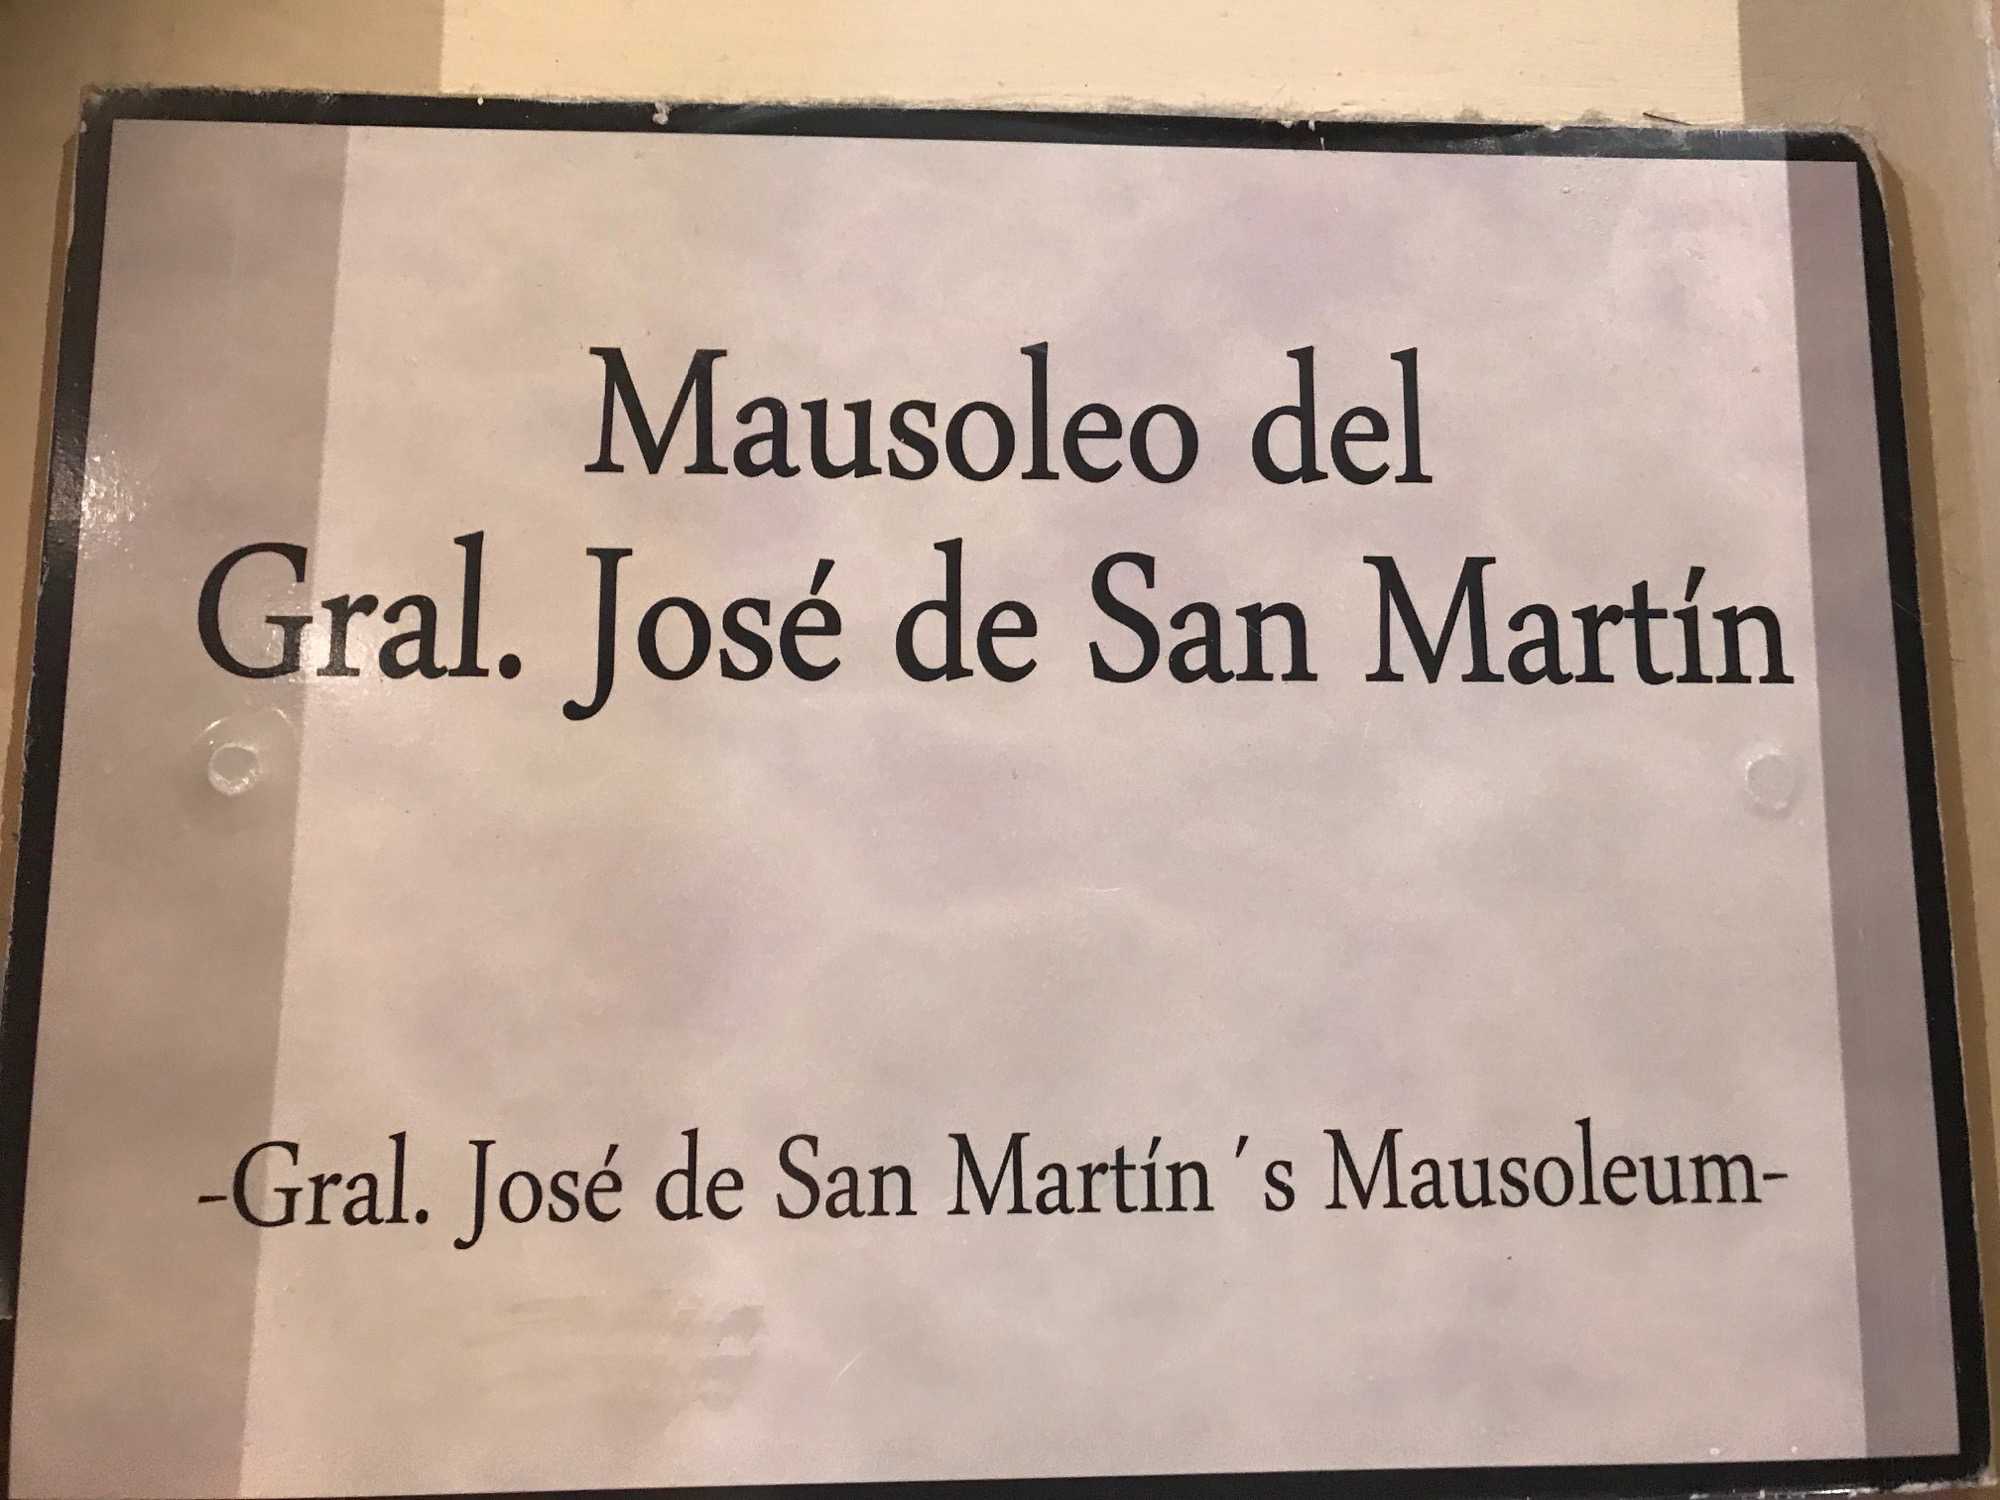 Mausoleo del
Gral. José de San Martín
-Gral. José de San Martín ´s Mausoleum-